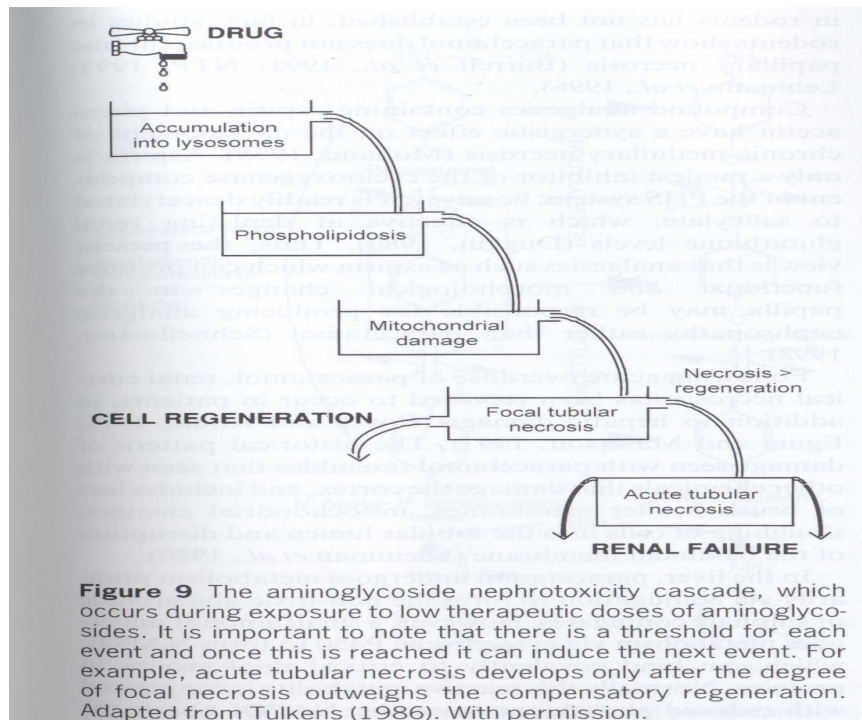 DRUG
Accumulation
into lysosomes
Phospholipidosis
Mitochondrial
damage
Necrosis >
regeneration
CELL REGENERATION
Focal tubular
necrosis
Acute tubular
necrosis
RENAL FAILURE
Figure 9 The aminoglycoside nephrotoxicity cascade, which
occurs during exposure to low therapeutic doses of aminoglyco-
sides. It is important to note that there is a threshold for each
event and once this is reached it can induce the next event. For
example, acute tubular necrosis develops only after the degree
of focal necrosis outweighs the compensatory regeneration.
Adapted from Tulkens (1986). With permission.